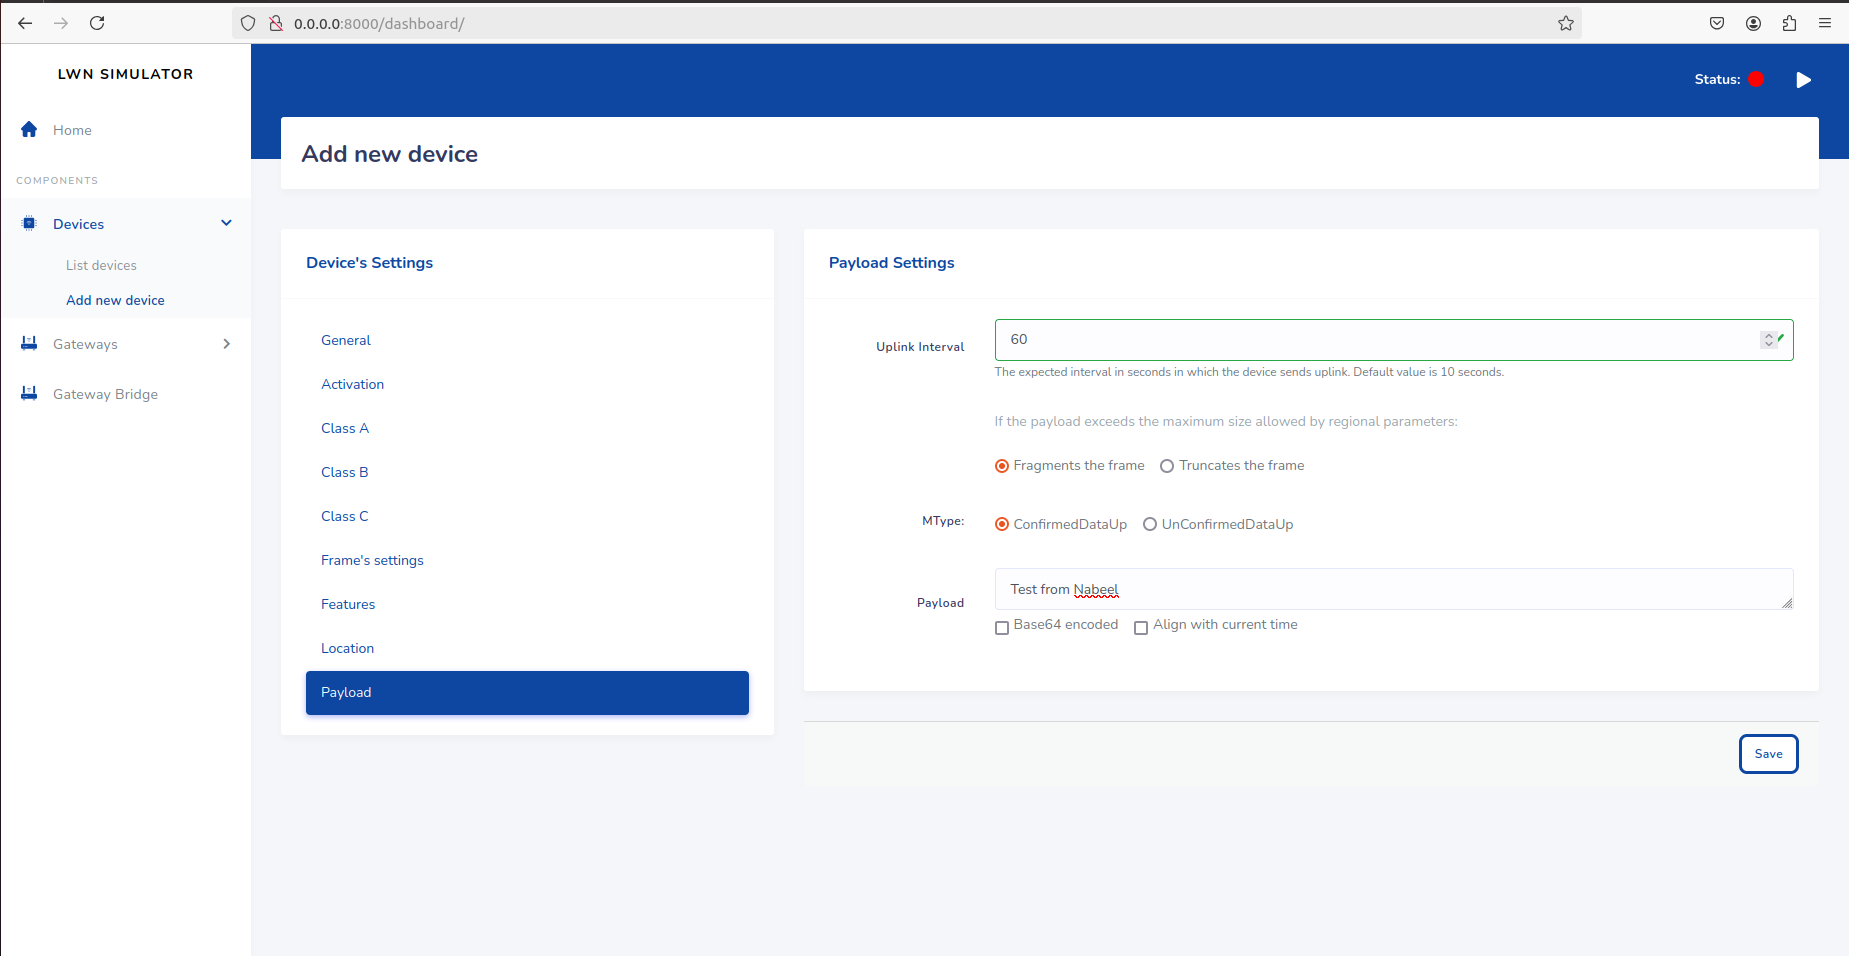 0.0.0.0:8000/dashboard/
LWN SIMULATOR
Home
COMPONENTS
Devices
List devices
Add new device
Gateways
Gateway Bridge
Status:
Add new device
Device's Settings
General
Activation
Class A
Class B
Class C
Frame's settings
Features
Location
Payload
Payload Settings
Uplink Interval
60
The expected interval in seconds in which the device sends uplink. Default value is 10 seconds.
If the payload exceeds the maximum size allowed by regional parameters:
Fragments the frame Truncates the frame
MType:
ConfirmedDataUp UnConfirmedDataUp
Payload
Test from Nabeel
Base64 encoded Align with current time
Save